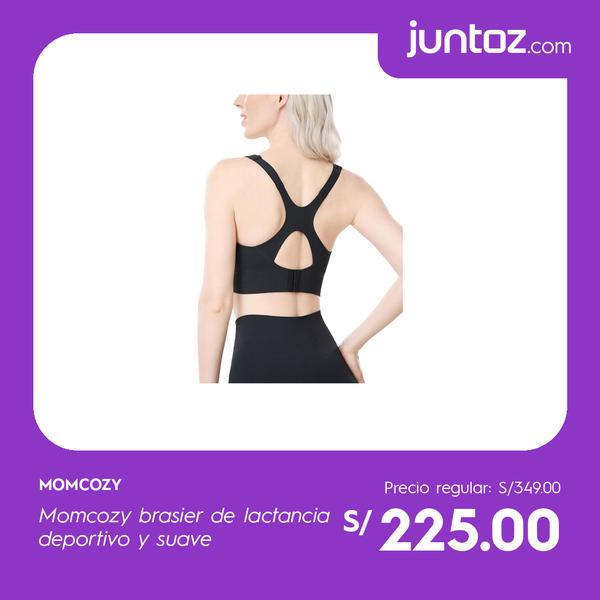 juntoz.com
MOMCOZY
Momcozy brasier de lactancia
deportivo y suave
Precio regular: S/349.00
S/ 225.00